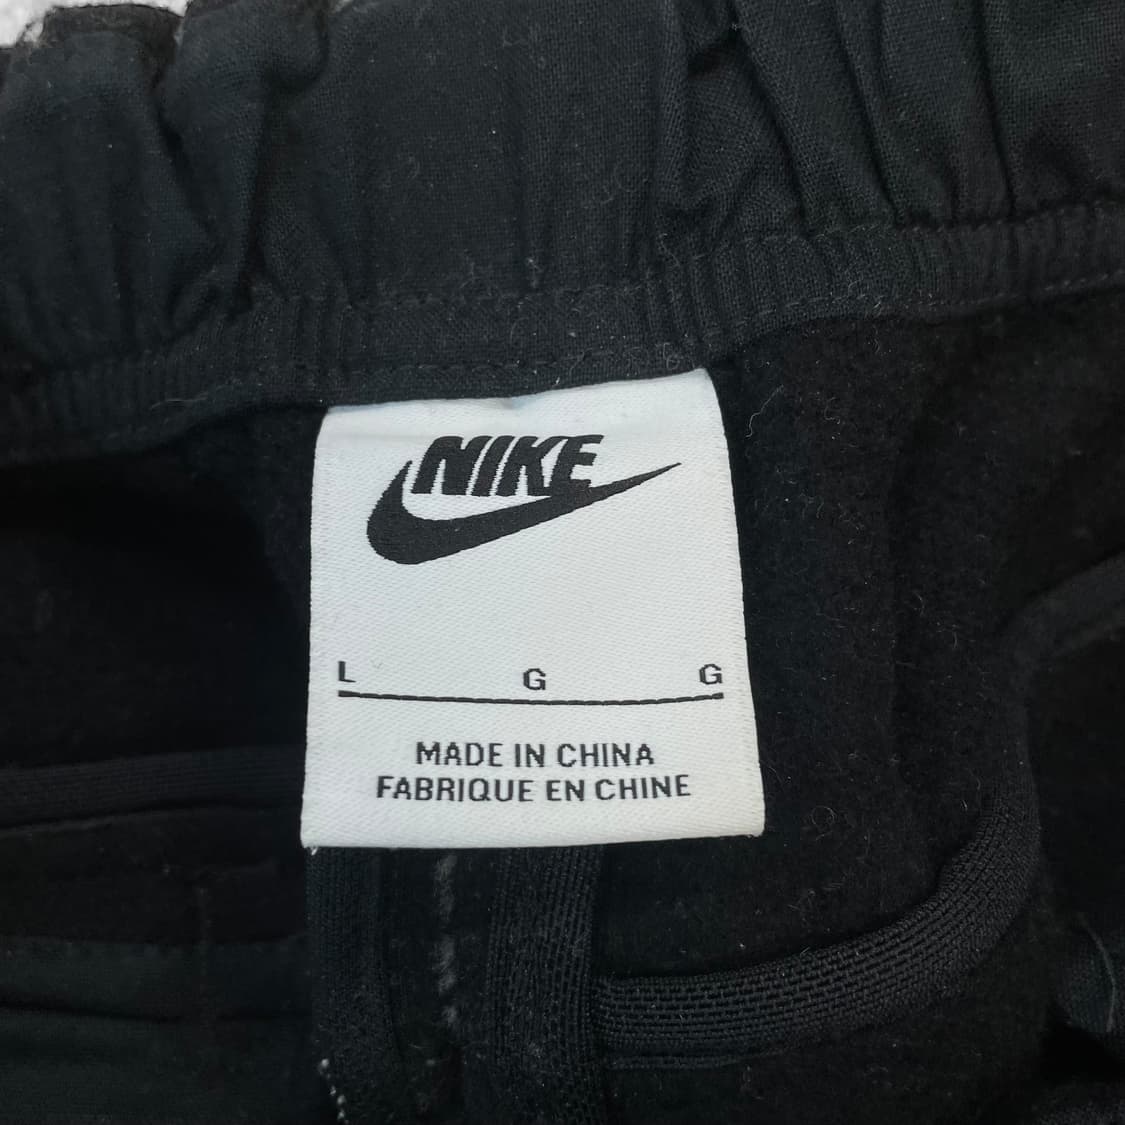 NIKE
L G G
MADE IN CHINA
FABRIQUE EN CHINE